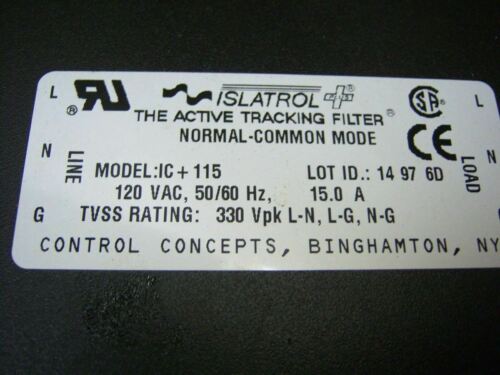 L ISLATROL + PLUS L
THE ACTIVE TRACKING FILTER®
NORMAL-COMMON MODE
N LINE MODEL:IC+115 LOT ID.: 14 97 6D LOAD N
120 VAC, 50/60 Hz, 15.0 A
G TVSS RATING: 330 Vpk L-N, L-G, N-G G
CONTROL CONCEPTS, BINGHAMTON, NY